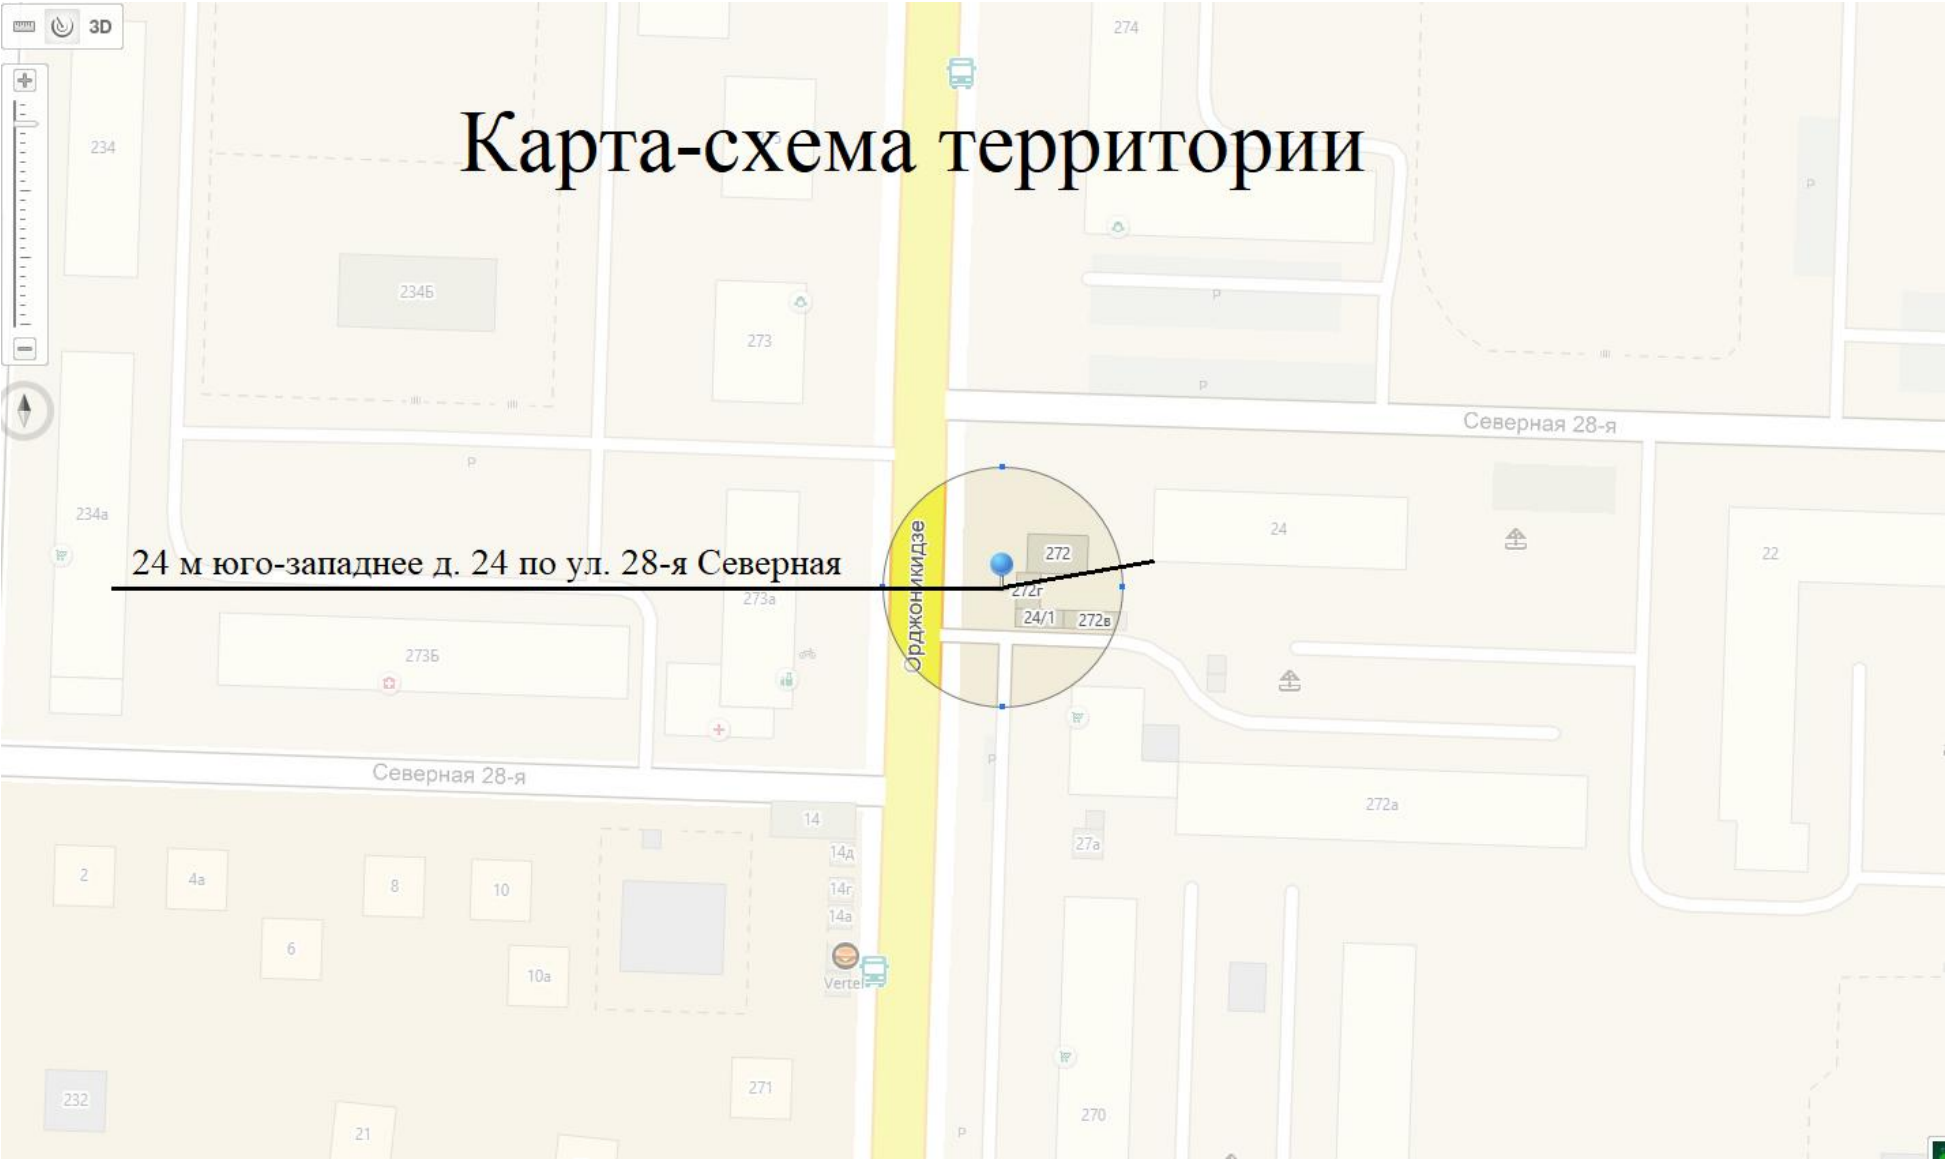 3D
274
Карта-схема территории
234
P
234Б
P
273
P
Северная 28-я
P
234а
24
272
22
24 м юго-западнее д. 24 по ул. 28-я Северная
Орджоникидзе
272г
273а
24/1
272в
273Б
P
Северная 28-я
272а
14
27а
14д
2
4а
8
10
14г
14а
6
10а
Vertel
271
232
270
21
P